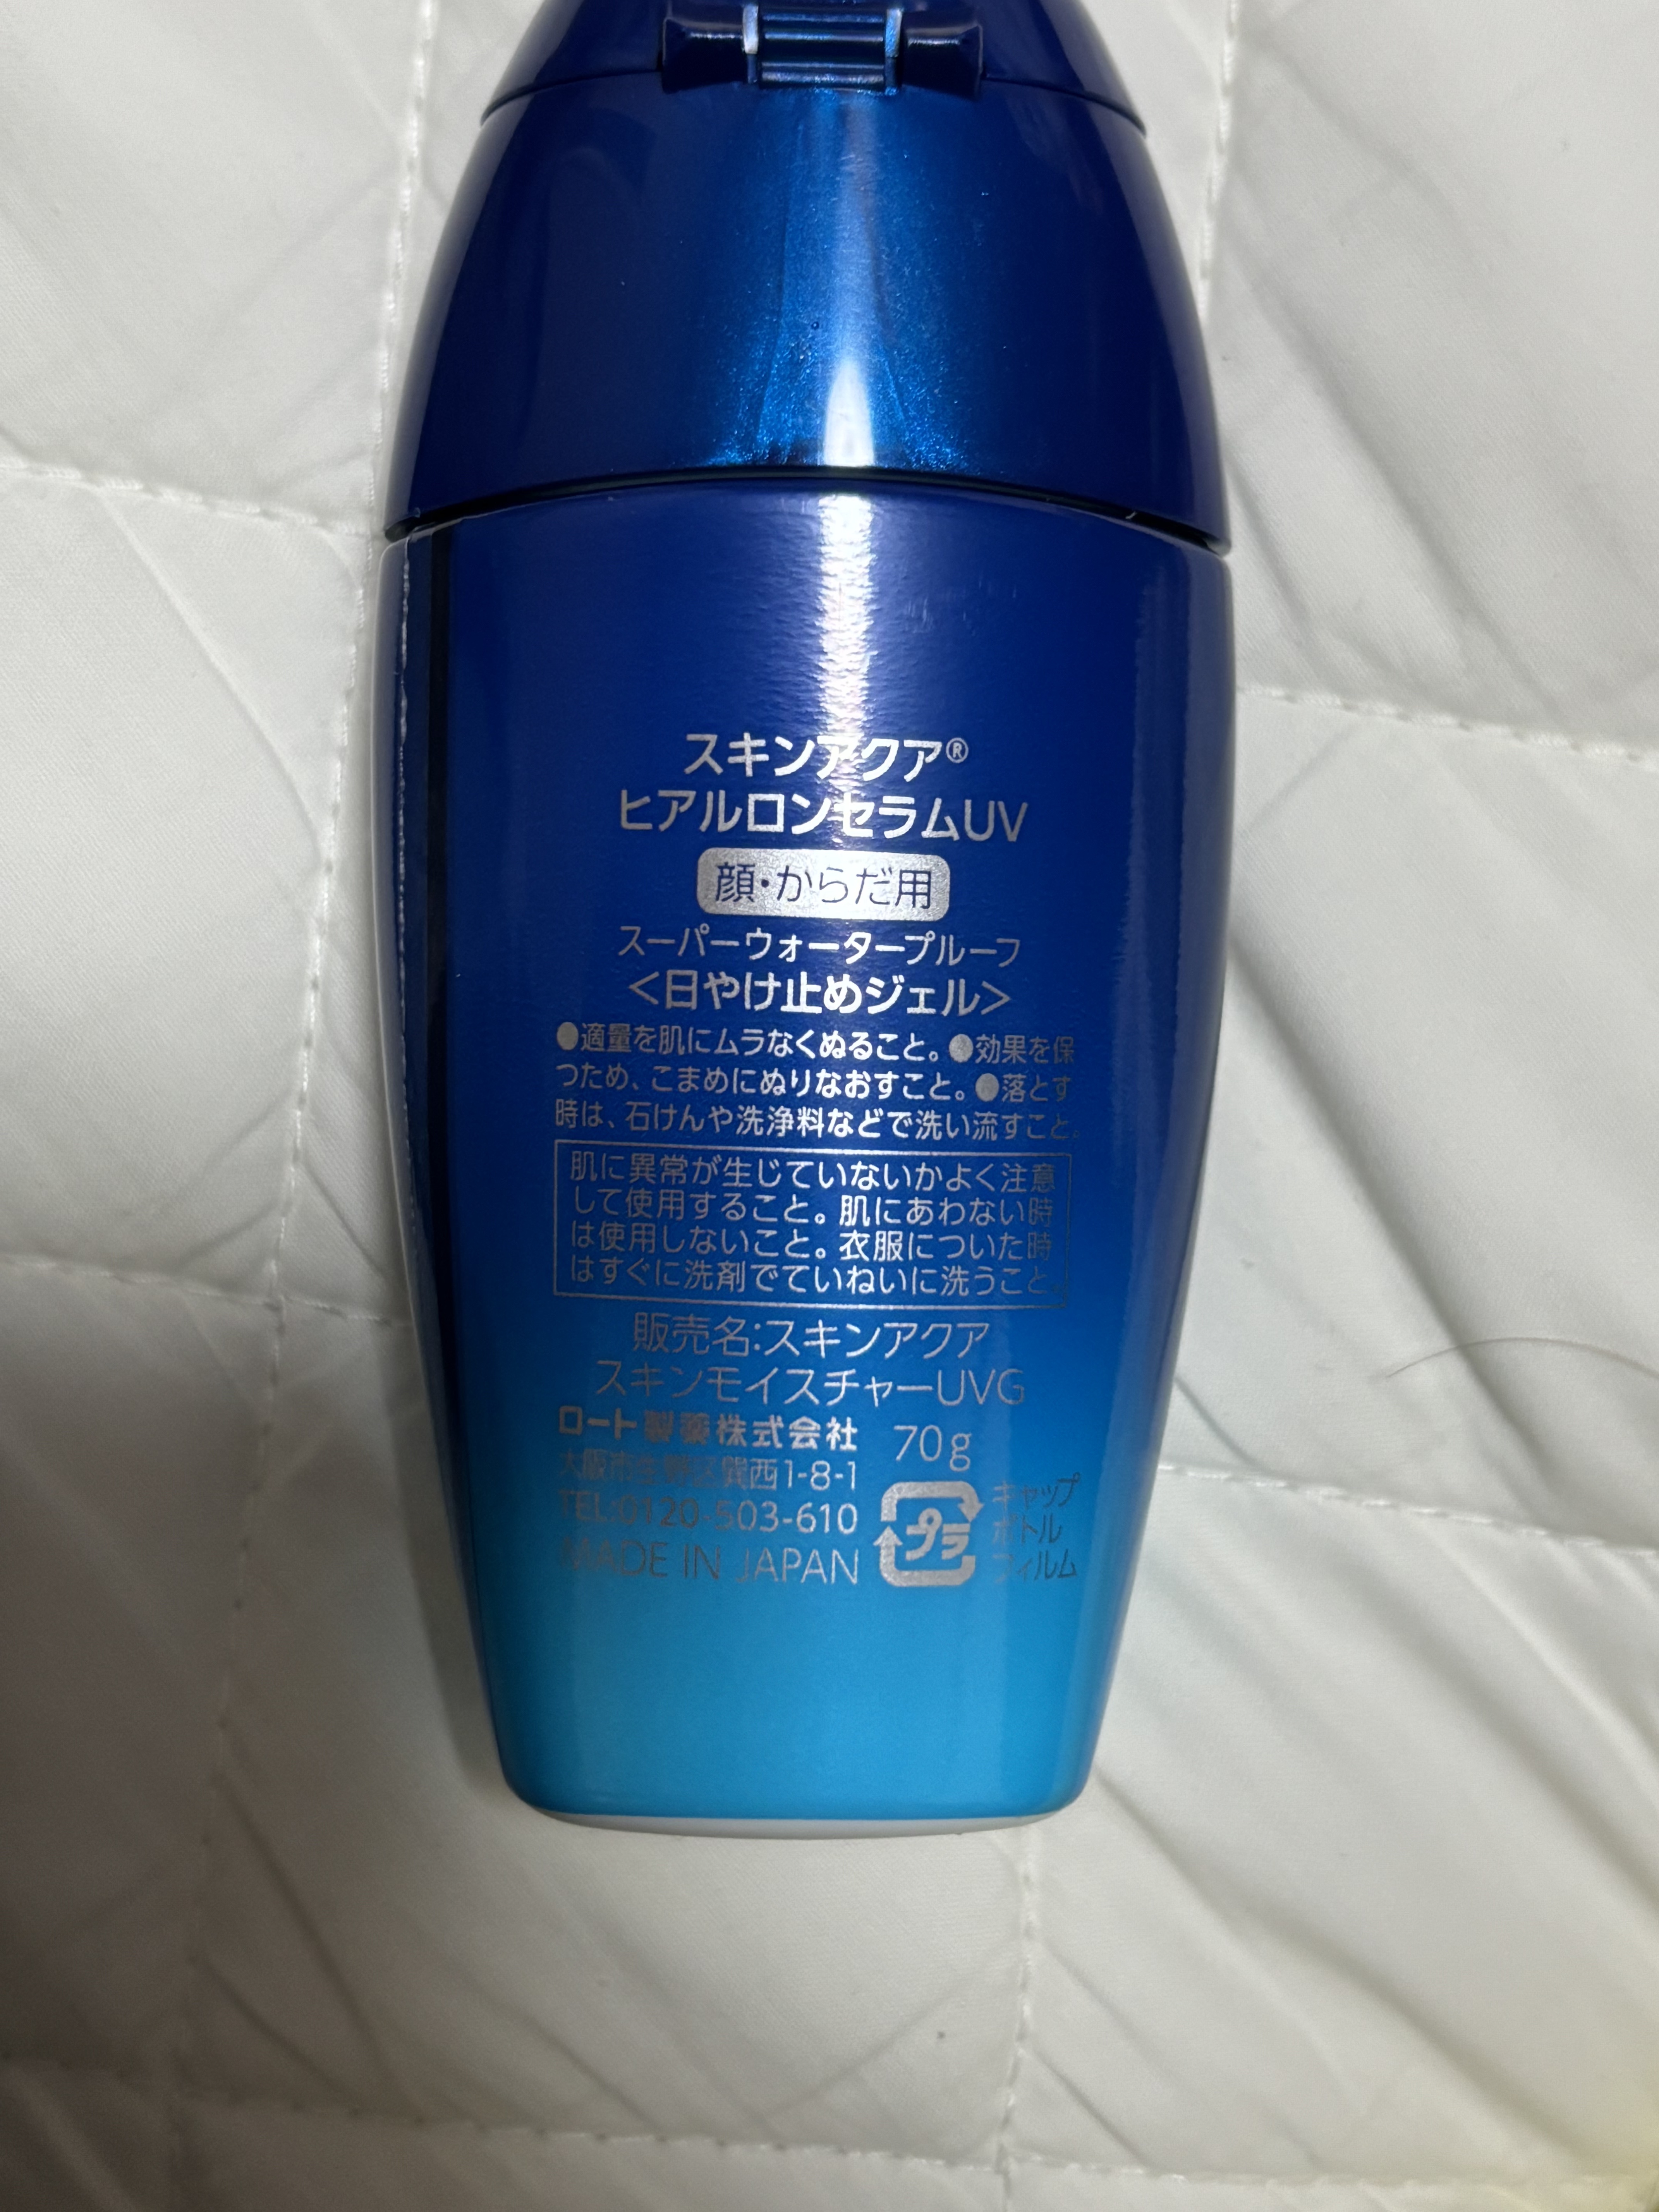 スキンアクア®
ヒアルロンセラムUV
顔・からだ用
スーパーウォータープルーフ
<日やけ止めジェル>
●適量を肌にムラなくぬること。●効果を保
つため、こまめにぬりなおすこと。●落とす
時は、石けんや洗浄料などで洗い流すこと。
肌に異常が生じていないかよく注意
して使用すること。肌にあわない時
は使用しないこと。衣服についた時
はすぐに洗剤でていねいに洗うこと。
販売名:スキンアクア
スキンモイスチャーUVG
ロート製薬株式会社 70g
大阪市生野区巽西1-8-1
TEL:0120-503-610
MADE IN JAPAN
プラ
キャップ
ボトル
フィルム